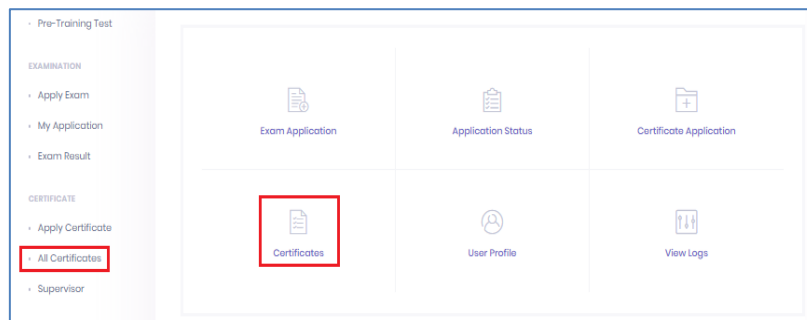 Pre-Training Test
EXAMINATION
Apply Exam
My Application
Exam Result
CERTIFICATE
Apply Certificate
All Certificates
Supervisor
Exam Application
Application Status
Certificate Application
Certificates
User Profile
View Logs